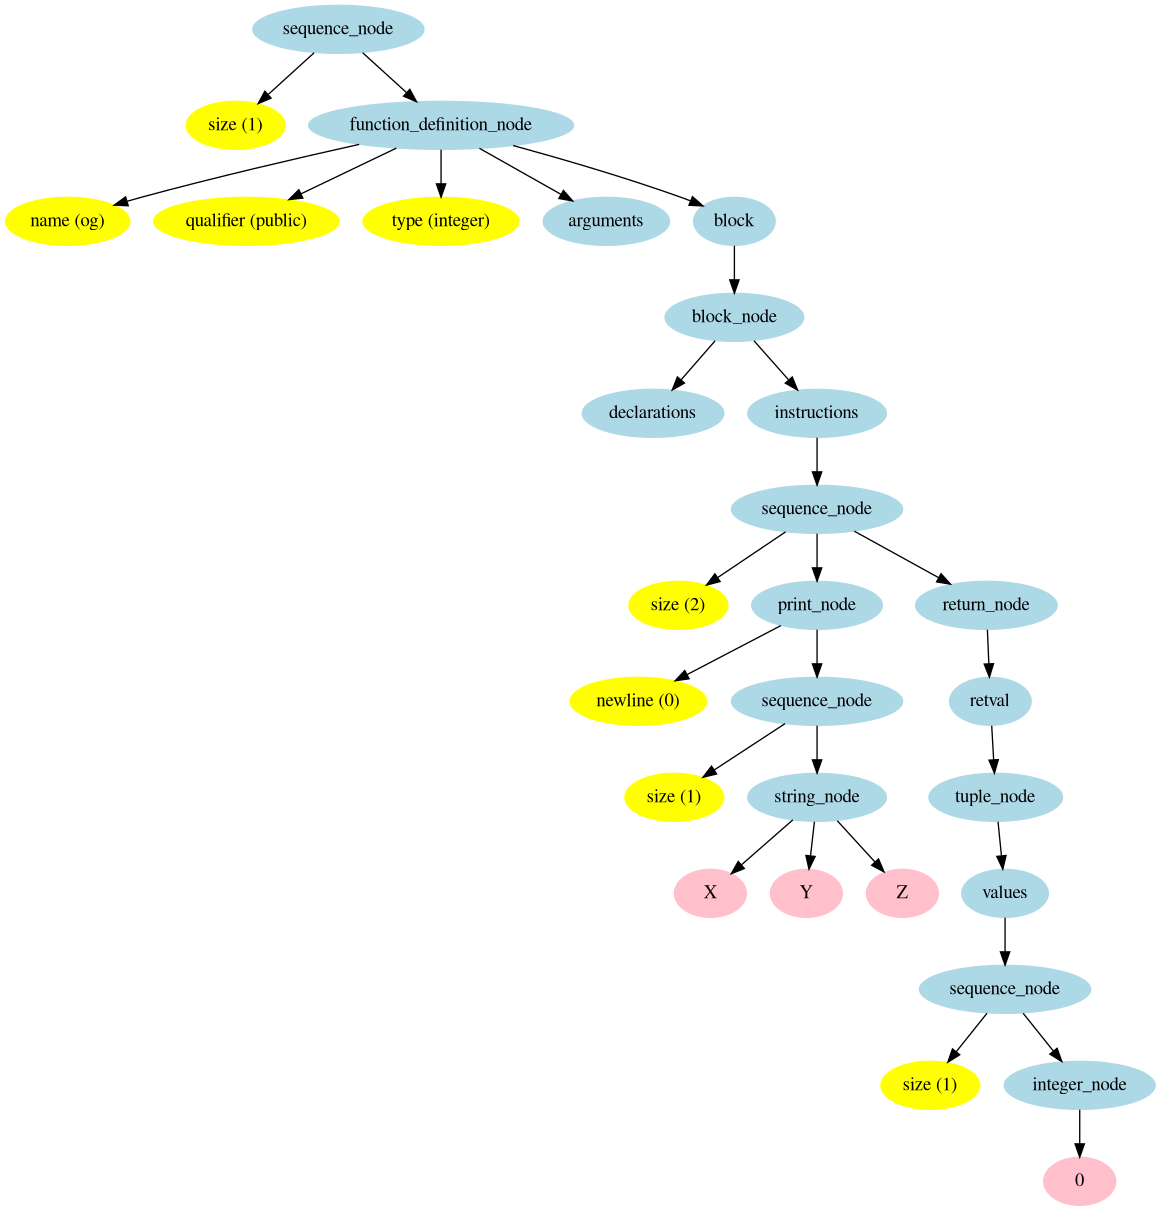 sequence_node
size (1)
function_definition_node
name (og)
qualifier (public)
type (integer)
arguments
block
block_node
declarations
instructions
sequence_node
size (2)
print_node
return_node
newline (0)
sequence_node
retval
size (1)
string_node
tuple_node
X
Y
Z
values
sequence_node
size (1)
integer_node
0